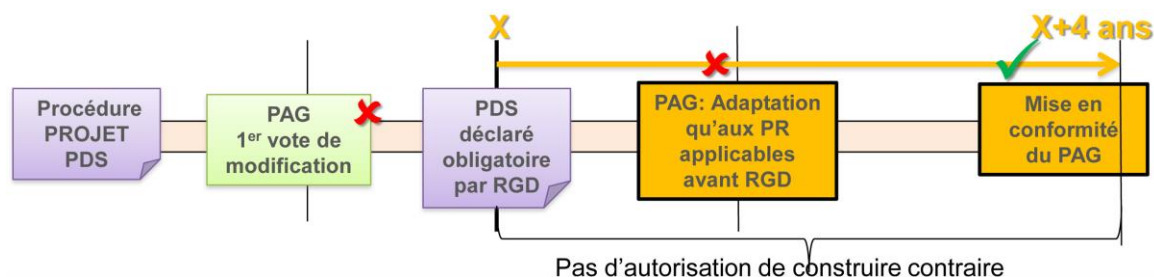 X
X+4 ans
Procédure
PROJET
PDS
PAG
1er vote de
modification
PDS
déclaré
obligatoire
par RGD
PAG: Adaptation
qu’aux PR
applicables
avant RGD
Mise en
conformité
du PAG
Pas d’autorisation de construire contraire